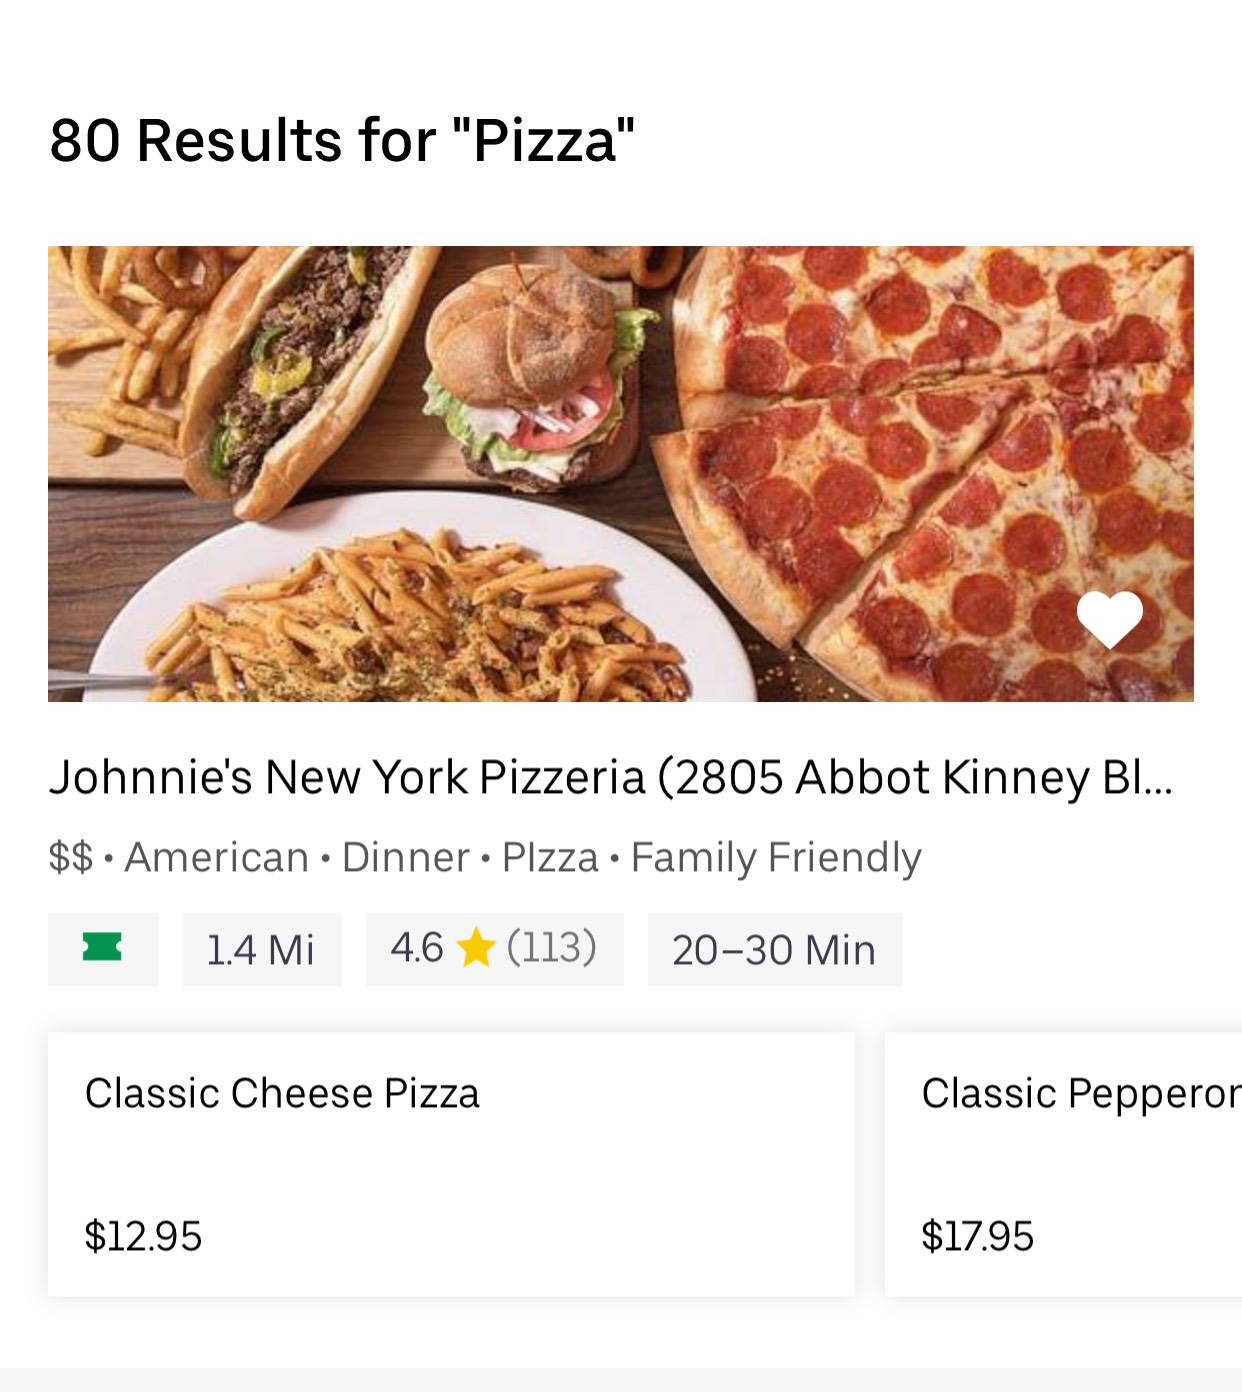 80 Results for "Pizza"
Johnnie's New York Pizzeria (2805 Abbot Kinney Bl...
$$ • American • Dinner • PIzza • Family Friendly
1.4 Mi 4.6 (113) 20–30 Min
Classic Cheese Pizza Classic
$12.95 $17.95